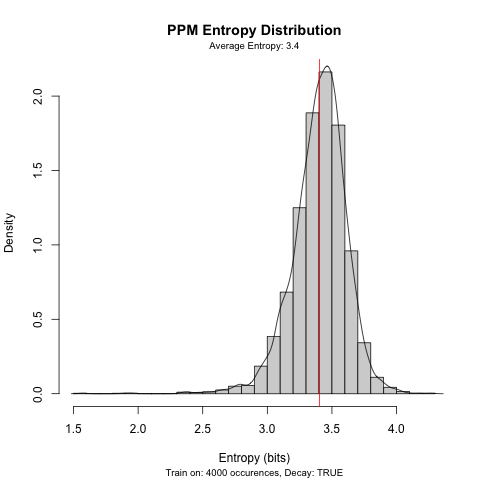 PPM Entropy Distribution
Average Entropy: 3.4
Density
2.0
1.5
1.0
0.5
0.0
1.5 2.0 2.5 3.0 3.5 4.0
Entropy (bits)
Train on: 4000 occurences, Decay: TRUE